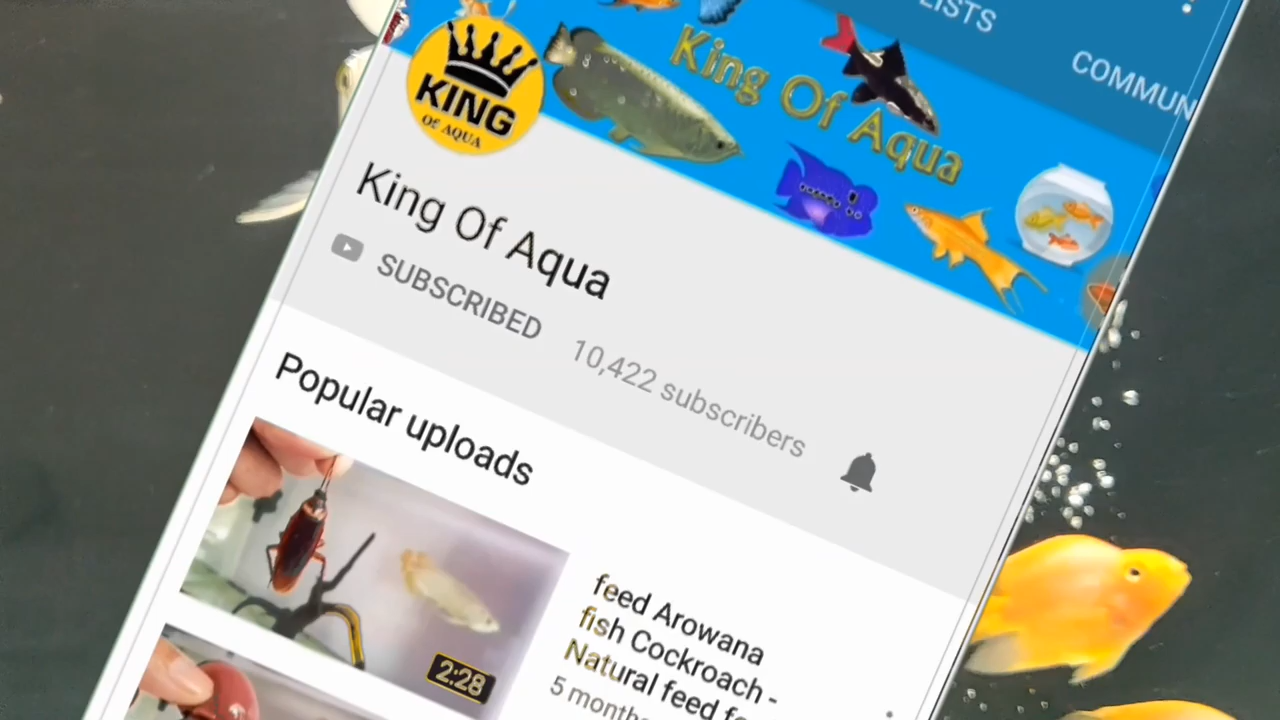 LISTS
COMMUN
King Of Aqua
KING
OF AQUA
King Of Aqua
SUBSCRIBED 10,422 subscribers
Popular uploads
2:28
feed Arowana
fish Cockroach -
Natural feed
5 months